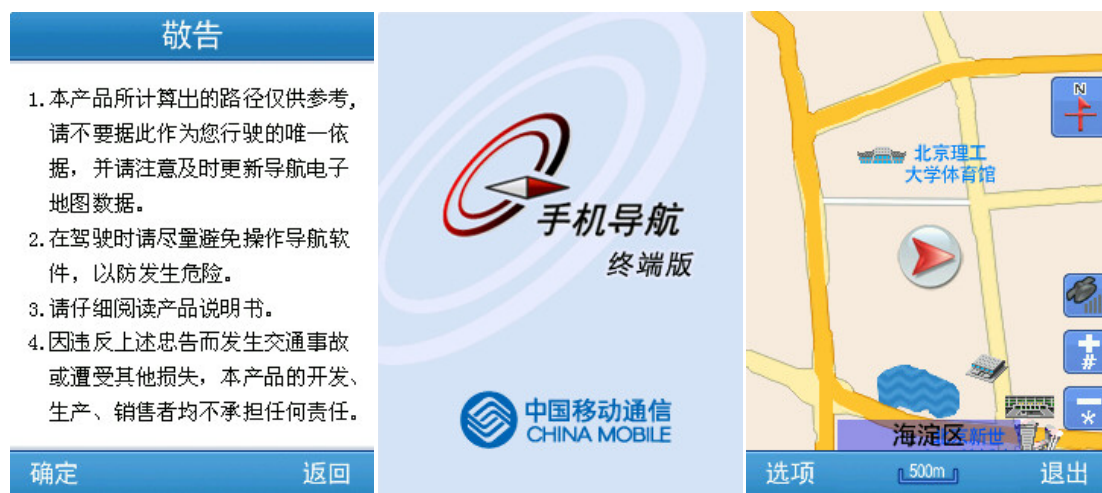 敬告
1.本产品所计算出的路径仅供参考,
请不要据此作为您行驶的唯一依
据，并请注意及时更新导航电子
地图数据。
2.在驾驶时请尽量避免操作导航软
件，以防发生危险。
3.请仔细阅读产品说明书。
4.因违反上述忠告而发生交通事故
或遭受其他损失，本产品的开发、
生产、销售者均不承担任何责任。
确定
返回
手机导航
终端版
中国移动通信
CHINA MOBILE
N
北京理工
大学体育馆
+
#
-
*
海淀区
京新世
选项
500m
退出